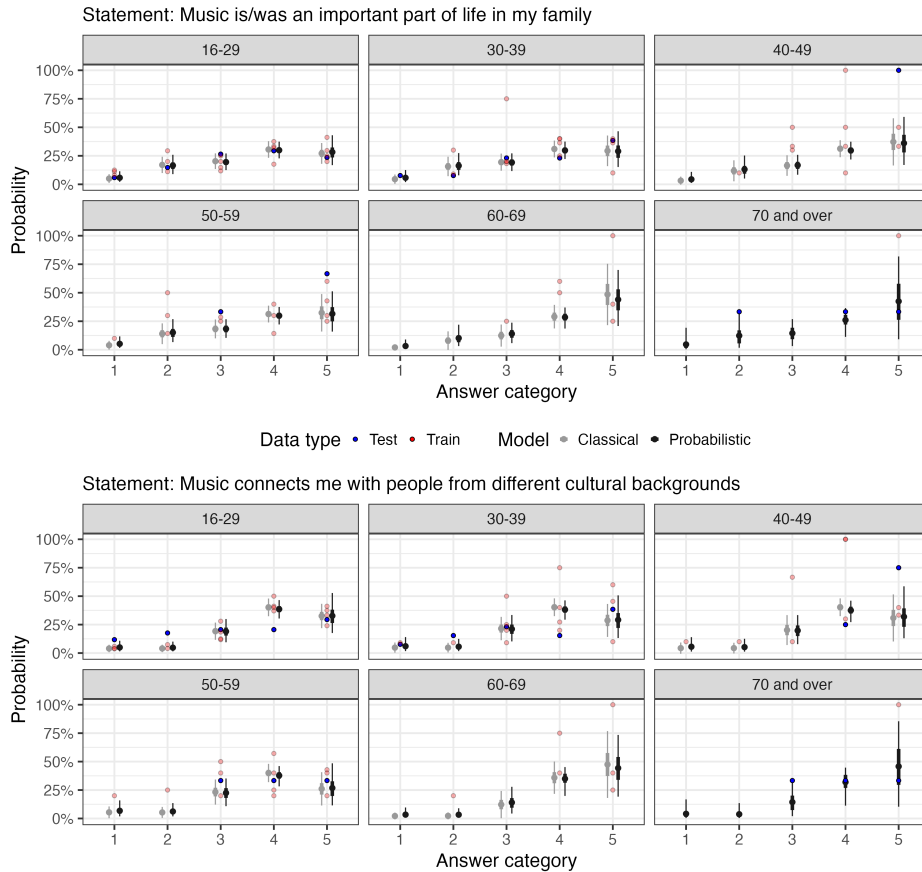 Statement: Music is/was an important part of life in my family
16-29 30-39 40-49
100%
75%
50%
25%
0%
50-59 60-69 70 and over
100%
75%
50%
25%
0%
Probability
1 2 3 4 5 1 2 3 4 5 1 2 3 4 5
Answer category
Data type Test Train Model Classical Probabilistic
Statement: Music connects me with people from different cultural backgrounds
16-29 30-39 40-49
100%
75%
50%
25%
0%
50-59 60-69 70 and over
100%
75%
50%
25%
0%
Probability
1 2 3 4 5 1 2 3 4 5 1 2 3 4 5
Answer category